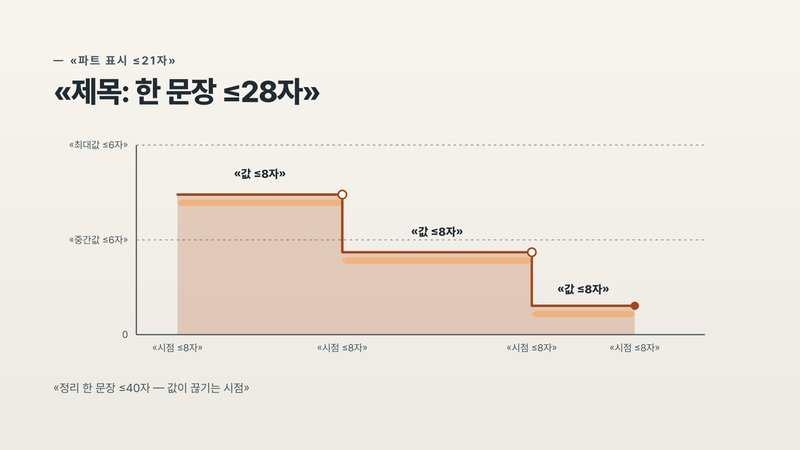 — «파트 표시 ≤21자»
«제목: 한 문장 ≤28자»
«최대값 ≤6자»
«값 ≤8자»
«중간값 ≤6자»
«값 ≤8자»
«값 ≤8자»
0
«시점 ≤8자» «시점 ≤8자» «시점 ≤8자» «시점 ≤8자»
«정리 한 문장 ≤40자 — 값이 끊기는 시점»